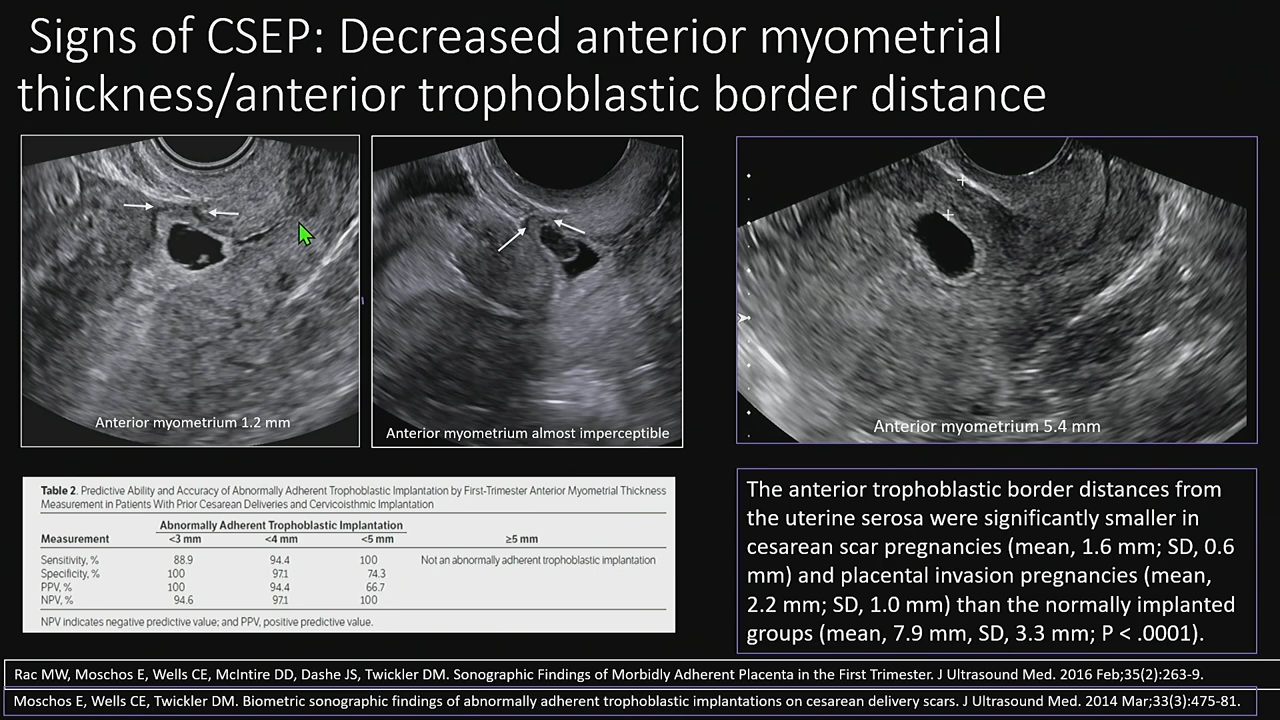 Signs of CSEP: Decreased anterior myometrial
thickness/anterior trophoblastic border distance
Anterior myometrium 1.2 mm
Anterior myometrium almost imperceptible
Anterior myometrium 5.4 mm
Table 2. Predictive Ability and Accuracy of Abnormally Adherent Trophoblastic Implantation by First-Trimester Anterior Myometrial Thickness
Measurement in Patients With Prior Cesarean Deliveries and Cervicoisthmic Implantation
Abnormally Adherent Trophoblastic Implantation
Measurement <3 mm <4 mm <5 mm ≥5 mm
Sensitivity, % 88.9 94.4 100 Not an abnormally adherent trophoblastic implantation
Specificity, % 100 97.1 74.3
PPV, % 100 94.4 66.7
NPV, % 94.6 97.1 100
NPV indicates negative predictive value; and PPV, positive predictive value.
The anterior trophoblastic border distances from
the uterine serosa were significantly smaller in
cesarean scar pregnancies (mean, 1.6 mm; SD, 0.6
mm) and placental invasion pregnancies (mean,
2.2 mm; SD, 1.0 mm) than the normally implanted
groups (mean, 7.9 mm, SD, 3.3 mm; P < .0001).
Rac MW, Moschos E, Wells CE, McIntire DD, Dashe JS, Twickler DM. Sonographic Findings of Morbidly Adherent Placenta in the First Trimester. J Ultrasound Med. 2016 Feb;35(2):263-9.
Moschos E, Wells CE, Twickler DM. Biometric sonographic findings of abnormally adherent trophoblastic implantations on cesarean delivery scars. J Ultrasound Med. 2014 Mar;33(3):475-81.